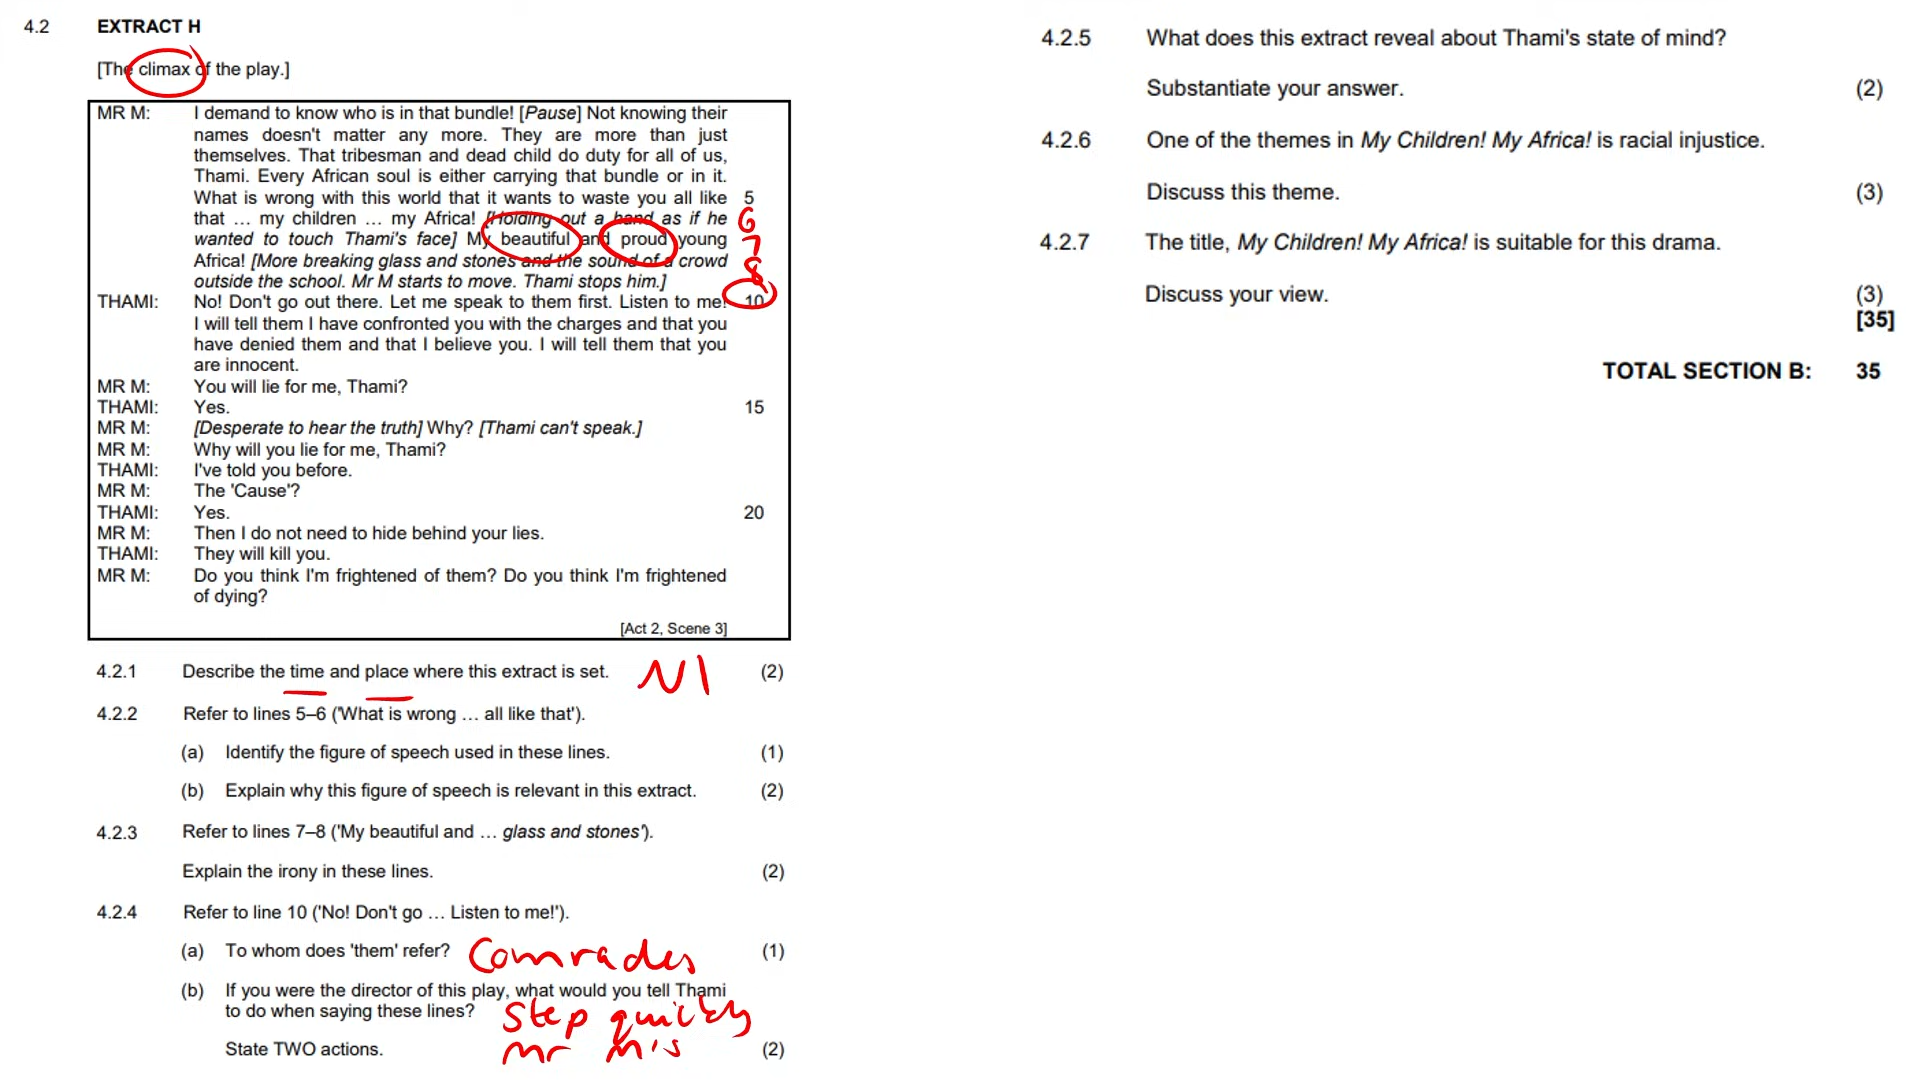 4.2 EXTRACT H
[The climax of the play.]
MR M: I demand to know who is in that bundle! [Pause] Not knowing their
names doesn't matter any more. They are more than just
themselves. That tribesman and dead child do duty for all of us,
Thami. Every African soul is either carrying that bundle or in it.
What is wrong with this world that it wants to waste you all like 5
that ... my children ... my Africa! [Holding out a hand as if he 6
wanted to touch Thami's face] My beautiful and proud young 7
Africa! [More breaking glass and stones and the sound of a crowd 8
outside the school. Mr M starts to move. Thami stops him.]
THAMI: No! Don't go out there. Let me speak to them first. Listen to me! 10
I will tell them I have confronted you with the charges and that you
have denied them and that I believe you. I will tell them that you
are innocent.
MR M: You will lie for me, Thami?
THAMI: Yes. 15
MR M: [Desperate to hear the truth] Why? [Thami can't speak.]
MR M: Why will you lie for me, Thami?
THAMI: I've told you before.
MR M: The 'Cause'?
THAMI: Yes. 20
MR M: Then I do not need to hide behind your lies.
THAMI: They will kill you.
MR M: Do you think I'm frightened of them? Do you think I'm frightened
of dying?
[Act 2, Scene 3]
4.2.1 Describe the time and place where this extract is set. N1 (2)
4.2.2 Refer to lines 5–6 ('What is wrong ... all like that').
(a) Identify the figure of speech used in these lines. (1)
(b) Explain why this figure of speech is relevant in this extract. (2)
4.2.3 Refer to lines 7–8 ('My beautiful and ... glass and stones').
Explain the irony in these lines. (2)
4.2.4 Refer to line 10 ('No! Don't go ... Listen to me!').
(a) To whom does 'them' refer? Comrades (1)
(b) If you were the director of this play, what would you tell Thami
to do when saying these lines? Step quickly
State TWO actions. Mr M's (2)
4.2.5 What does this extract reveal about Thami's state of mind?
Substantiate your answer. (2)
4.2.6 One of the themes in My Children! My Africa! is racial injustice.
Discuss this theme. (3)
4.2.7 The title, My Children! My Africa! is suitable for this drama.
Discuss your view. (3)
[35]
TOTAL SECTION B: 35